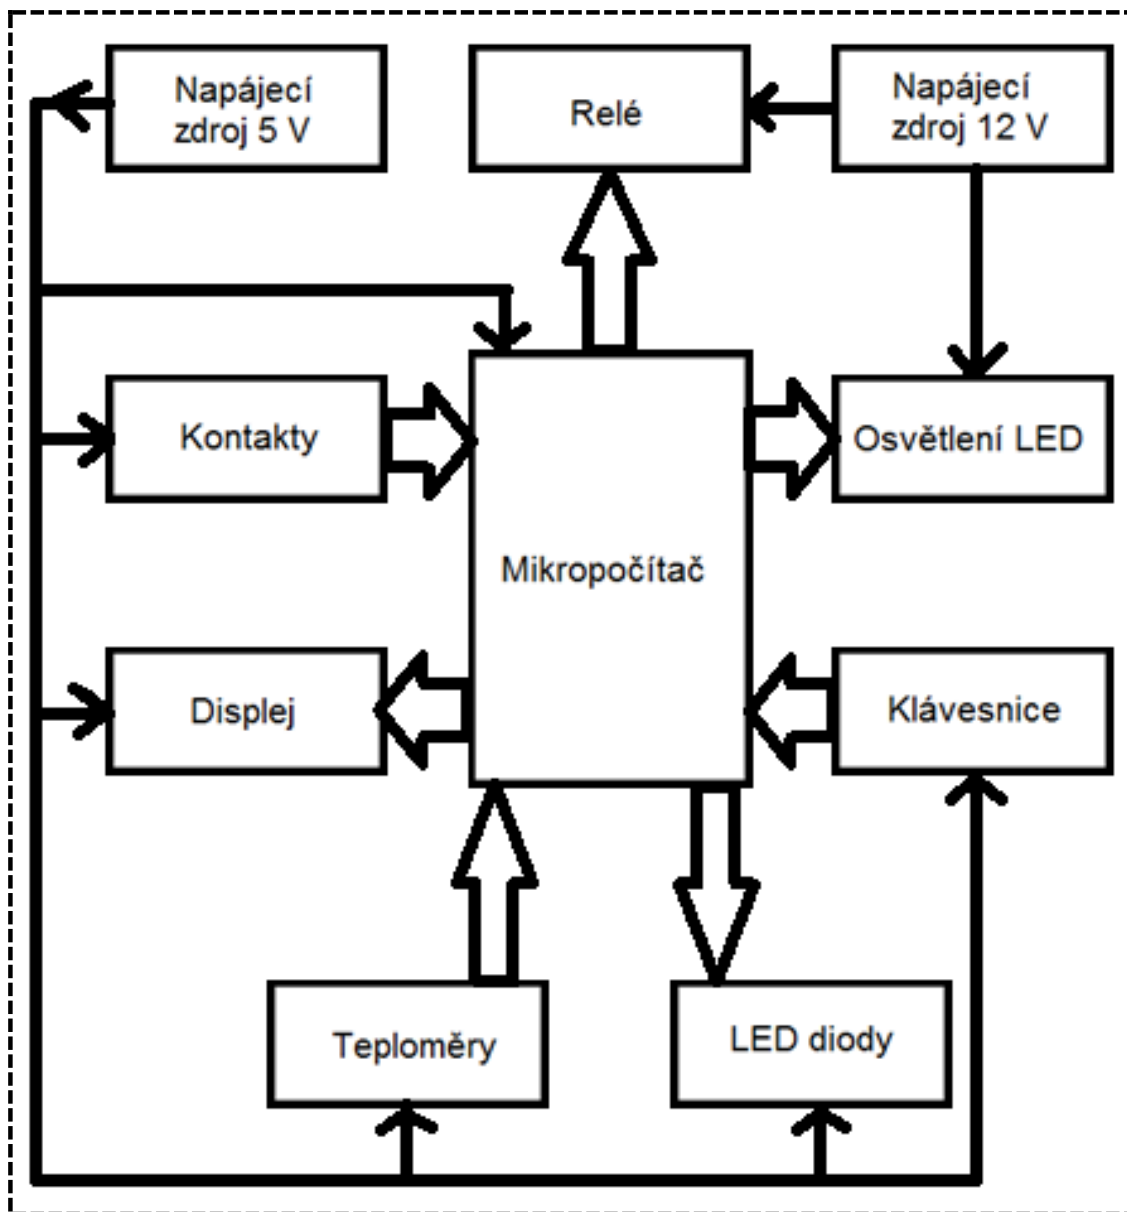 Napájecí
zdroj 5 V
Relé
Napájecí
zdroj 12 V
Kontakty
Osvětlení LED
Mikropočítač
Displej
Klávesnice
Teploměry
LED diody